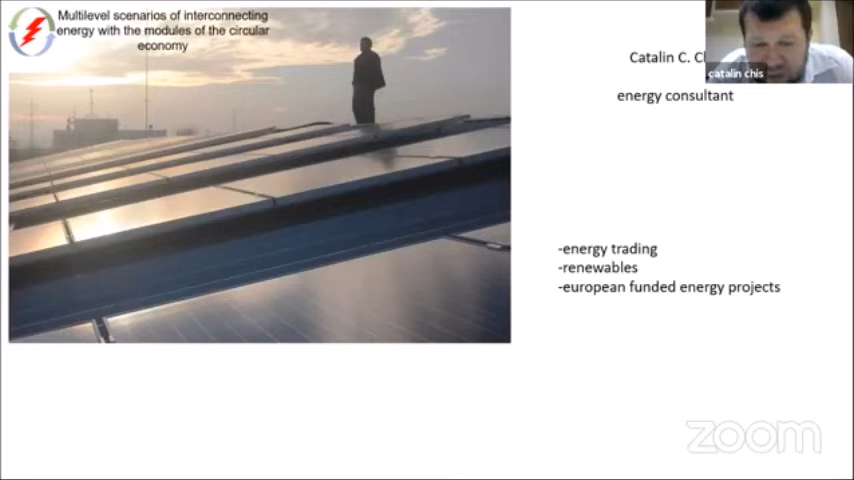 Multilevel scenarios of interconnecting
energy with the modules of the circular
economy
Catalin C.
catalin chis
energy consultant
-energy trading
-renewables
-european funded energy projects
zoom